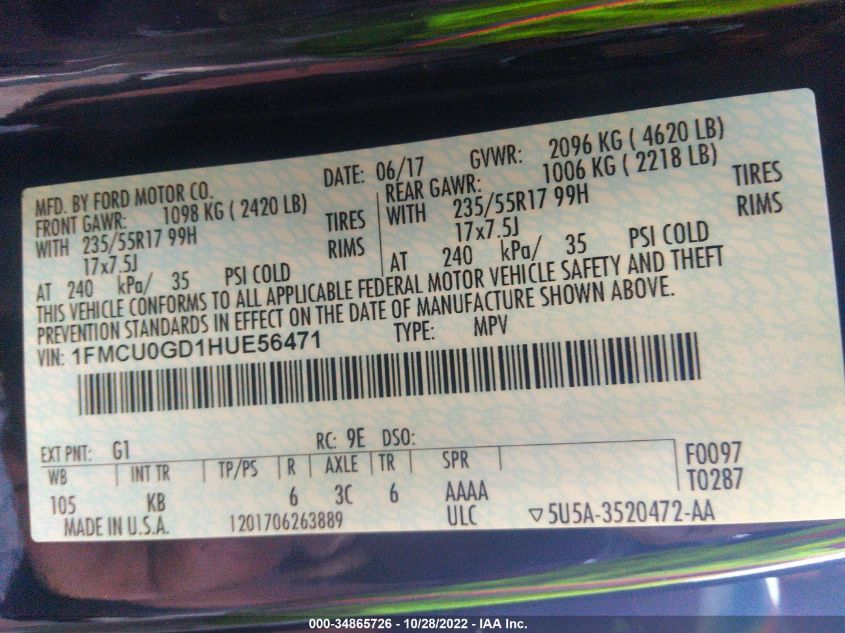 MFD. BY FORD MOTOR CO. DATE: 06/17 GVWR: 2096 KG ( 4620 LB)
FRONT GAWR: 1098 KG ( 2420 LB) REAR GAWR: 1006 KG ( 2218 LB)
WITH 235/55R17 99H TIRES WITH 235/55R17 99H TIRES
17x7.5J RIMS 17x7.5J RIMS
AT 240 kPa/ 35 PSI COLD AT 240 kPa/ 35 PSI COLD
THIS VEHICLE CONFORMS TO ALL APPLICABLE FEDERAL MOTOR VEHICLE SAFETY AND THEFT
PREVENTION STANDARDS IN EFFECT ON THE DATE OF MANUFACTURE SHOWN ABOVE.
VIN: 1FMCU0GD1HUE56471 TYPE: MPV
EXT PNT: G1 RC: 9E DSO: F0097
WB INT TR TP/PS R AXLE TR SPR T0287
105 KB 6 3C 6 AAAA
MADE IN U.S.A. 1201706263889 ULC ▽5U5A-3520472-AA
000-34865726 - 10/28/2022 - IAA Inc.